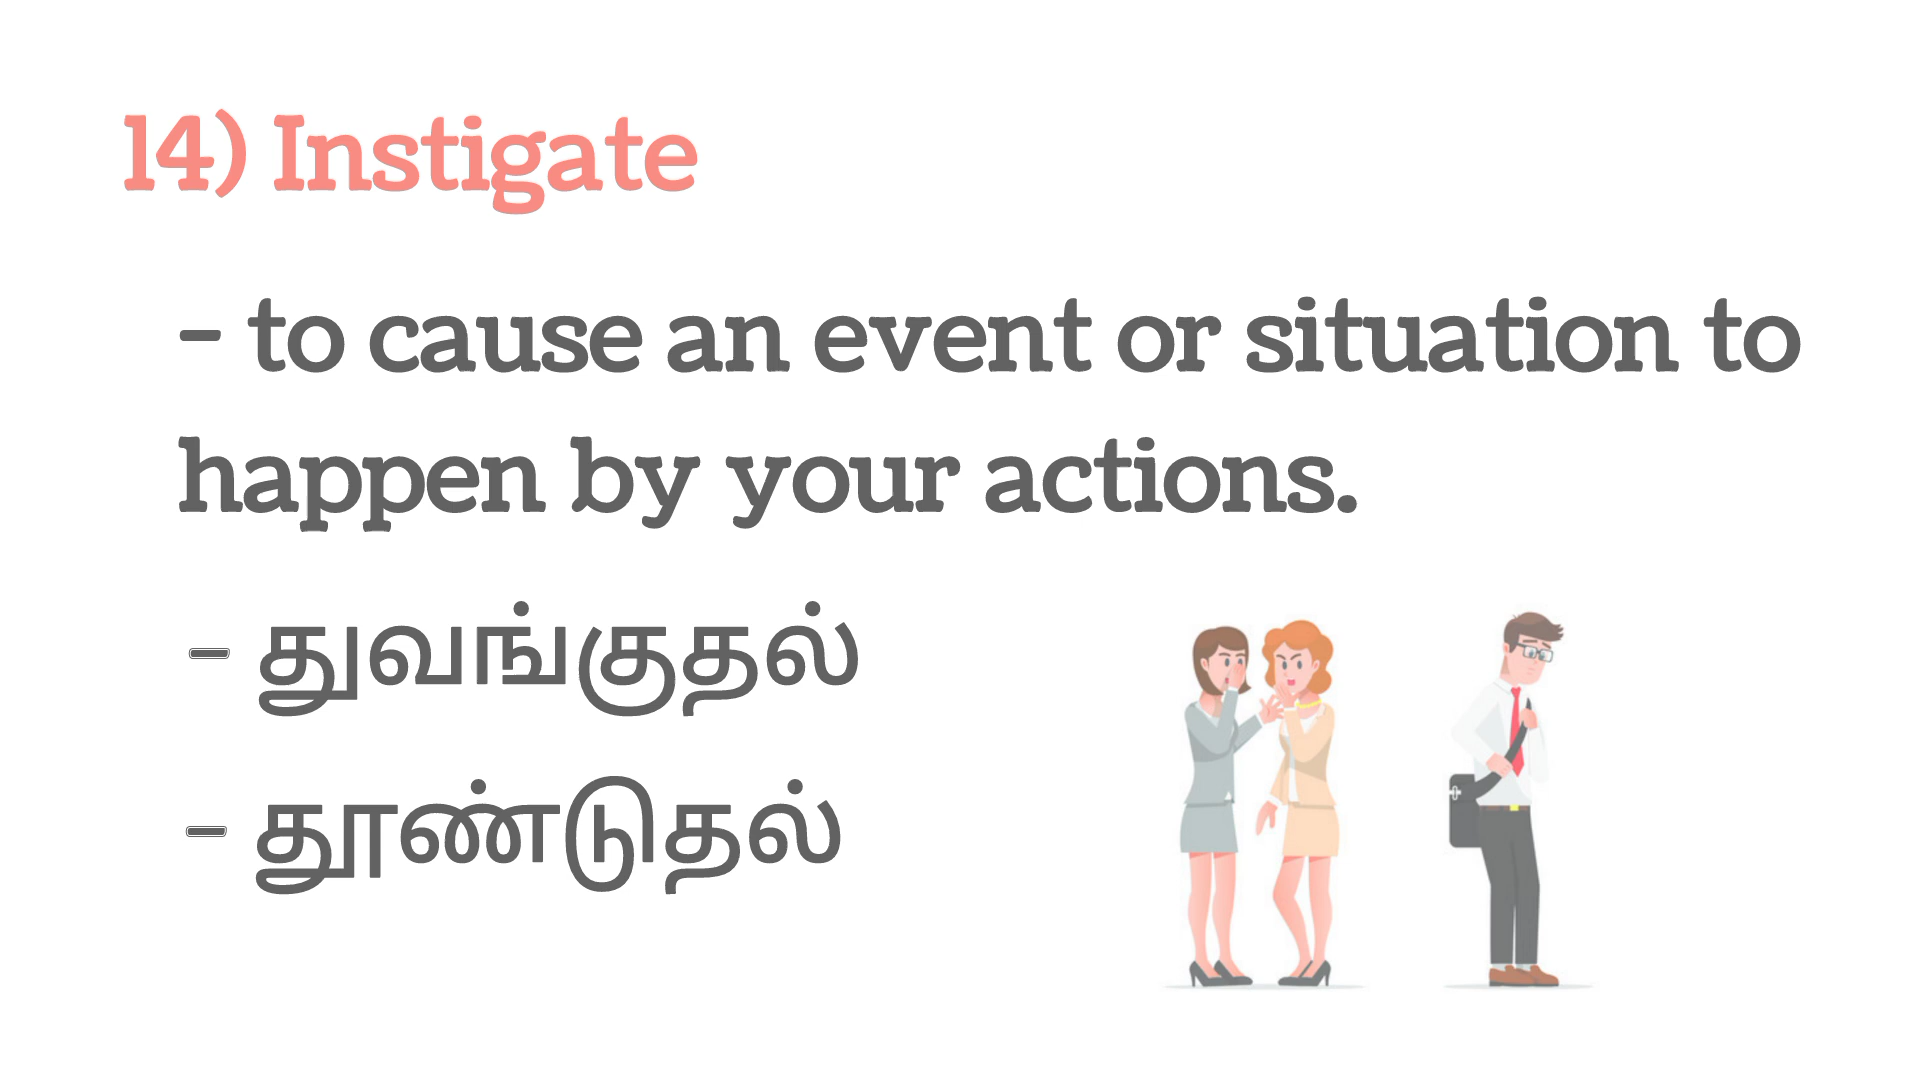 14) Instigate
- to cause an event or situation to
happen by your actions.
- துவங்குதல்
- தூண்டுதல்